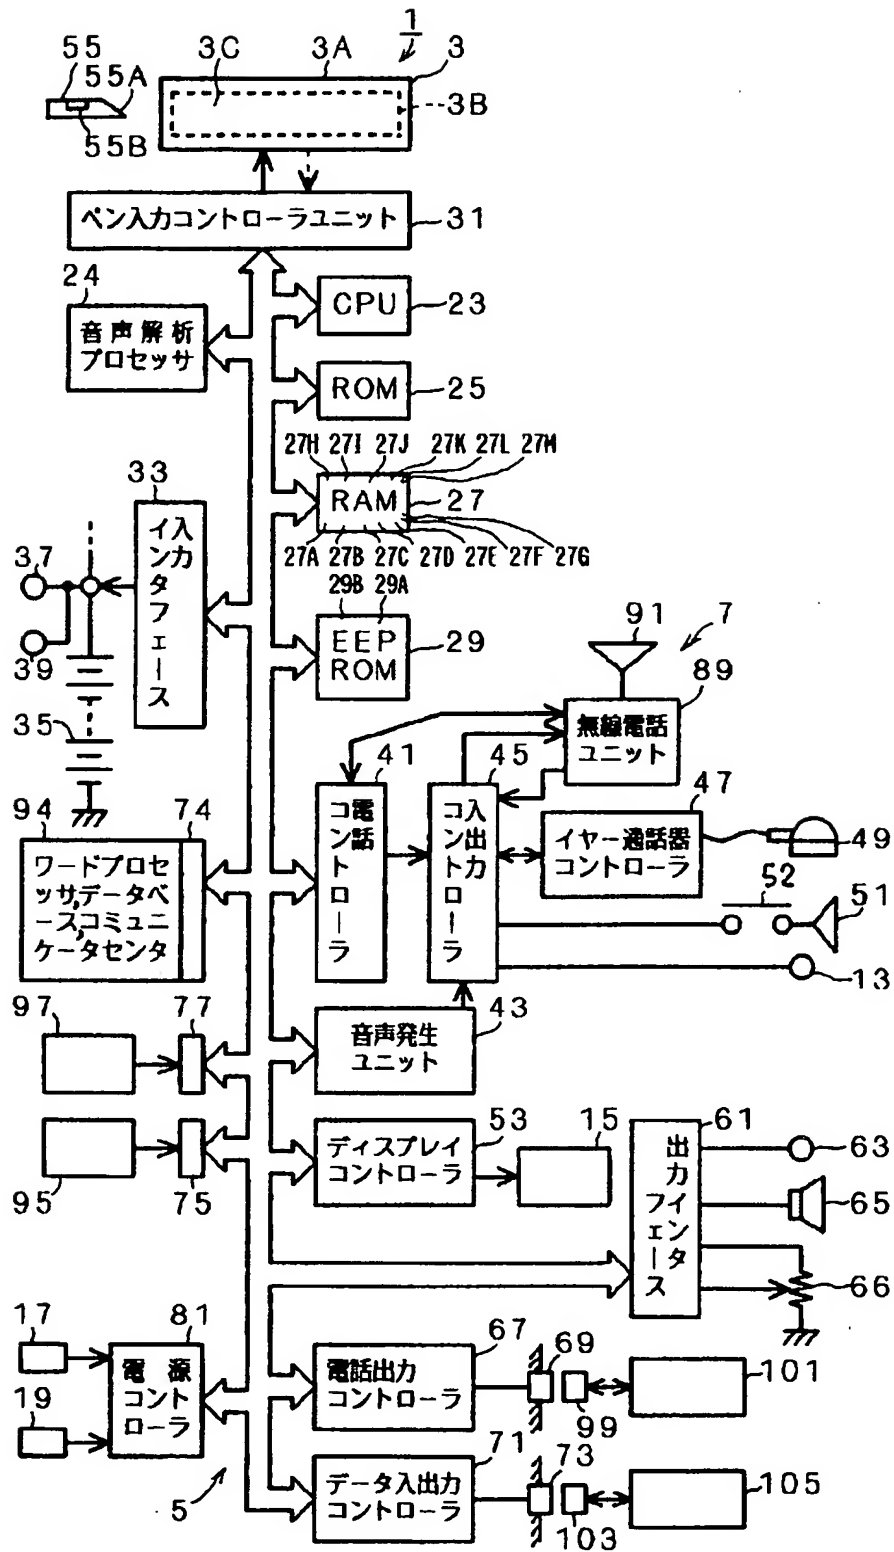 1
55
3C
3A
3
55A
3B
55B
ペン入力コントローラユニット
31
24
CPU
23
音声解析
プロセッサ
ROM
25
27H 27I 27J 27K 27L 27M
33
RAM
27
入力
インタフェース
27A 27B 27C 27D 27E 27F 27G
37
29B 29A
39
EEP
ROM
29
91
7
89
無線電話
ユニット
35
41
45
47
94
74
電話
コントローラ
入出力
コントローラ
イヤー通話器
コントローラ
49
ワードプロセ
ッサ,データベ
ース,コミュニ
ケータセンタ
52
51
13
97
77
音声発生
ユニット
43
95
75
ディスプレイ
コントローラ
53
15
61
出力インタ
フェース
63
65
66
17
81
電源
コント
ローラ
19
電話出力
コントローラ
67
69
99
101
5
データ入出力
コントローラ
71
73
103
105